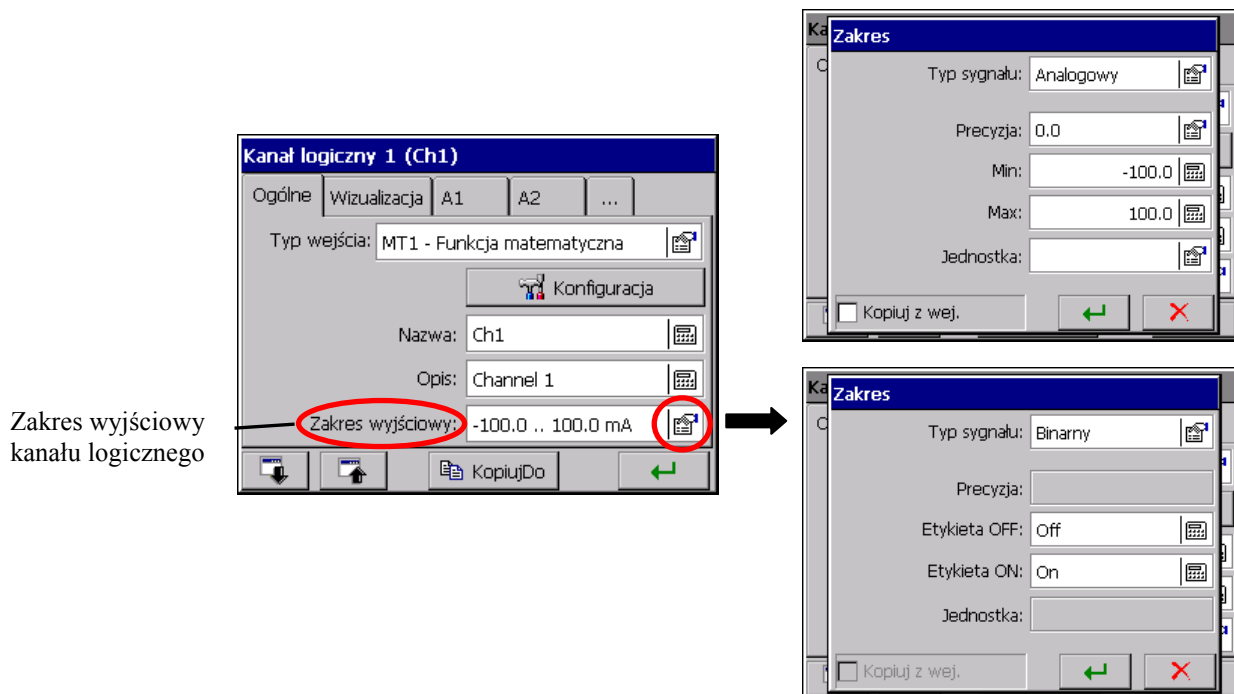 Zakres wyjściowy
kanału logicznego
Kanał logiczny 1 (Ch1)
Ogólne Wizualizacja A1 A2 ...
Typ wejścia: MT1 - Funkcja matematyczna
Konfiguracja
Nazwa: Ch1
Opis: Channel 1
Zakres wyjściowy: -100.0 .. 100.0 mA
KopiujDo
Ka
Zakres
Typ sygnału: Analogowy
Precyzja: 0.0
Min: -100.0
Max: 100.0
Jednostka:
Kopiuj z wej.
Ka
Zakres
Typ sygnału: Binarny
Precyzja:
Etykieta OFF: Off
Etykieta ON: On
Jednostka:
Kopiuj z wej.